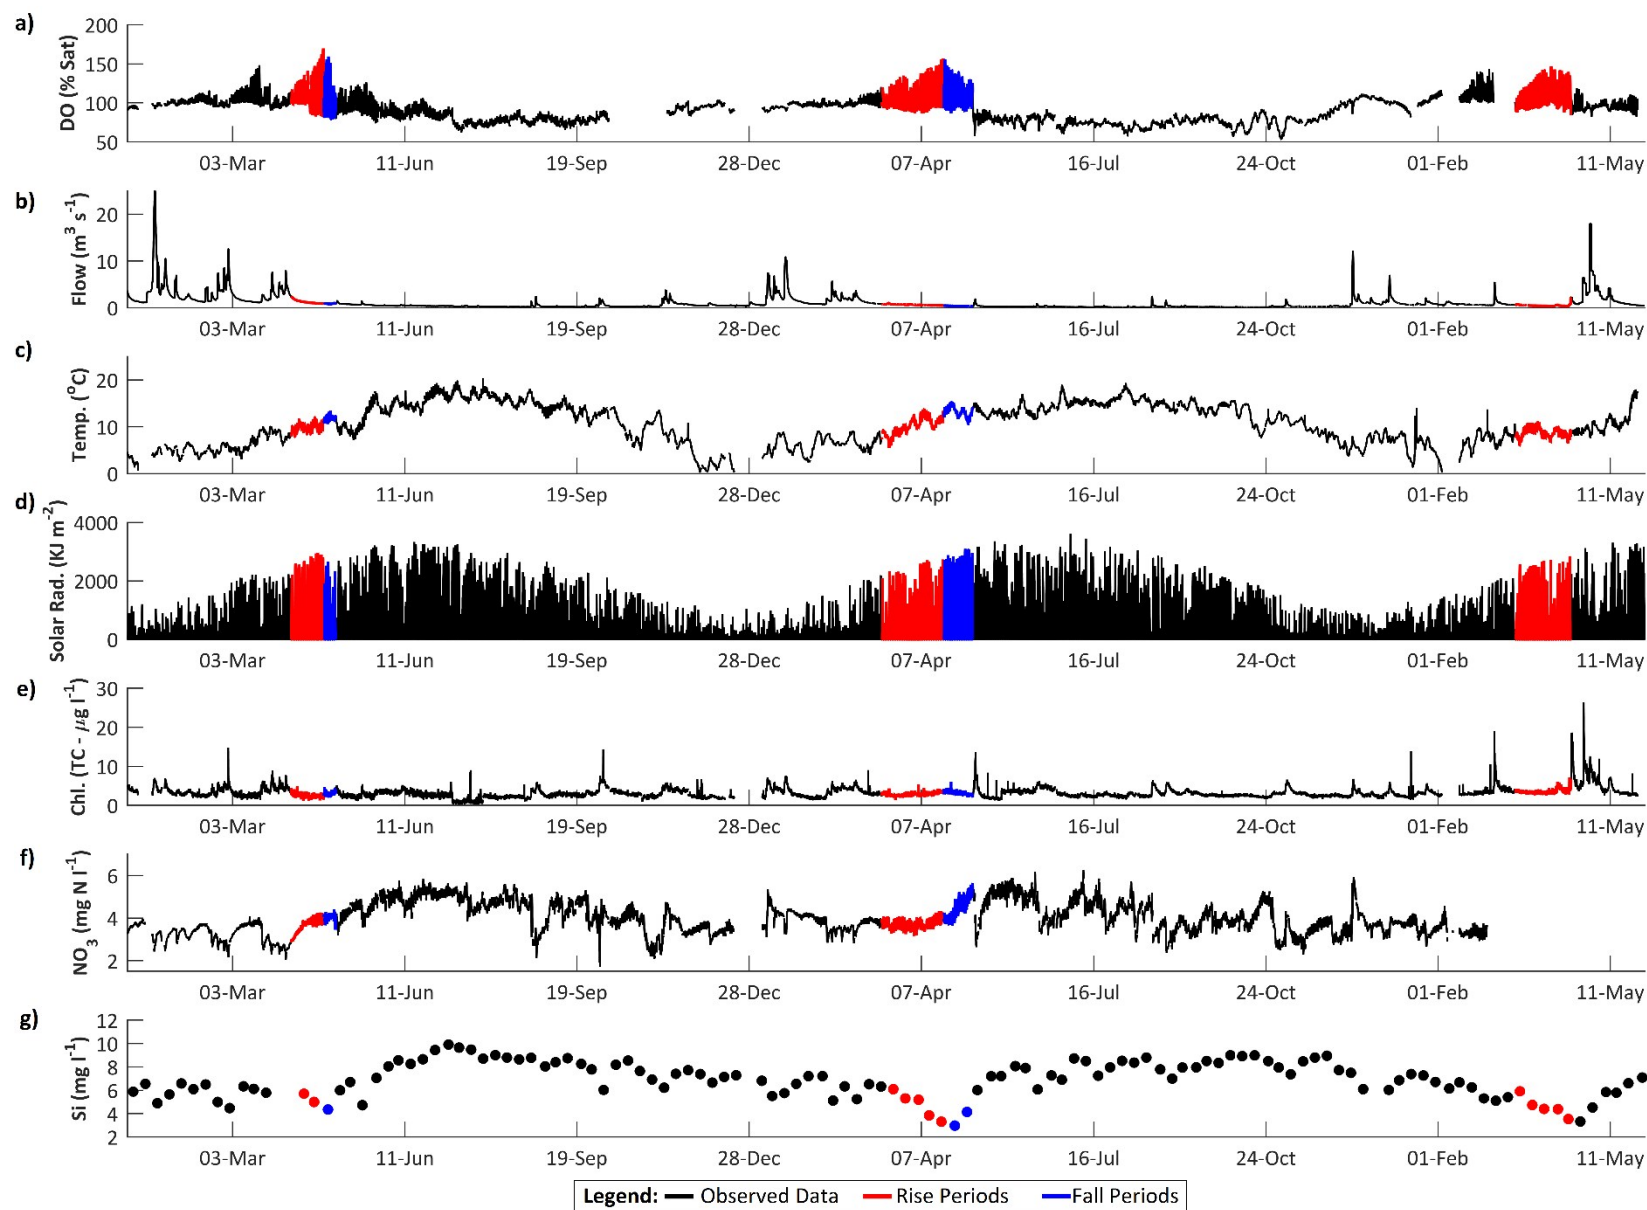 a)
DO (% Sat)
200
150
100
50
03-Mar 11-Jun 19-Sep 28-Dec 07-Apr 16-Jul 24-Oct 01-Feb 11-May
b)
Flow (m³ s⁻¹)
20
10
0
03-Mar 11-Jun 19-Sep 28-Dec 07-Apr 16-Jul 24-Oct 01-Feb 11-May
c)
Temp. (°C)
20
10
0
03-Mar 11-Jun 19-Sep 28-Dec 07-Apr 16-Jul 24-Oct 01-Feb 11-May
d)
Solar Rad. (KJ m⁻²)
4000
2000
0
03-Mar 11-Jun 19-Sep 28-Dec 07-Apr 16-Jul 24-Oct 01-Feb 11-May
e)
Chl. (TC - μg l⁻¹)
30
20
10
0
03-Mar 11-Jun 19-Sep 28-Dec 07-Apr 16-Jul 24-Oct 01-Feb 11-May
f)
NO₃ (mg N l⁻¹)
6
4
2
03-Mar 11-Jun 19-Sep 28-Dec 07-Apr 16-Jul 24-Oct 01-Feb 11-May
g)
Si (mg l⁻¹)
12
10
8
6
4
2
03-Mar 11-Jun 19-Sep 28-Dec 07-Apr 16-Jul 24-Oct 01-Feb 11-May
Legend: Observed Data Rise Periods Fall Periods